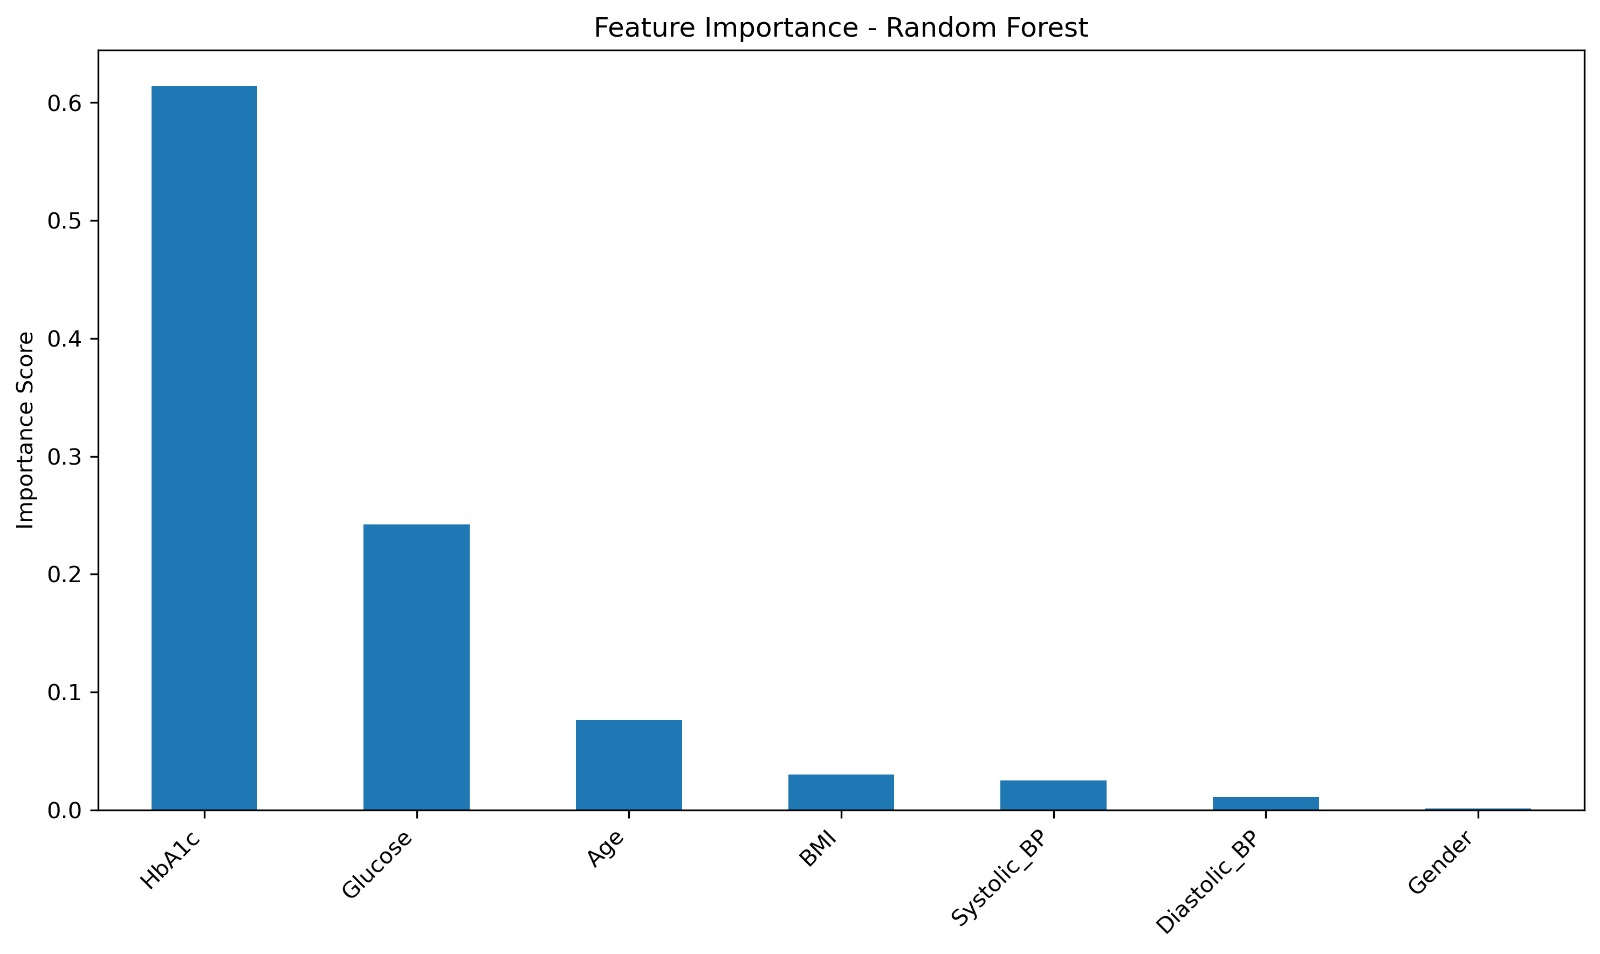 Feature Importance - Random Forest
Importance Score
0.6
0.5
0.4
0.3
0.2
0.1
0.0
HbA1c
Glucose
Age
BMI
Systolic_BP
Diastolic_BP
Gender